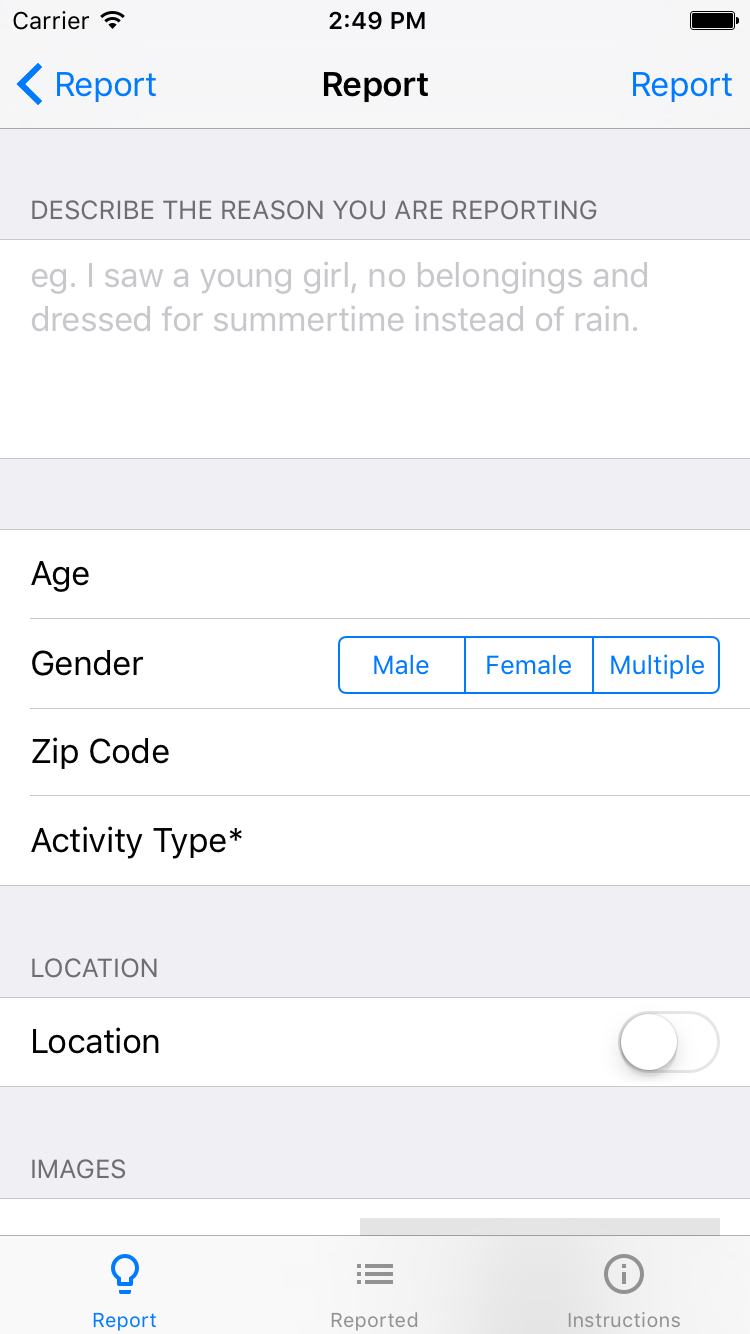 Carrier 2:49 PM
Report Report Report
DESCRIBE THE REASON YOU ARE REPORTING
eg. I saw a young girl, no belongings and
dressed for summertime instead of rain.
Age
Gender Male Female Multiple
Zip Code
Activity Type*
LOCATION
Location
IMAGES
Report Reported Instructions